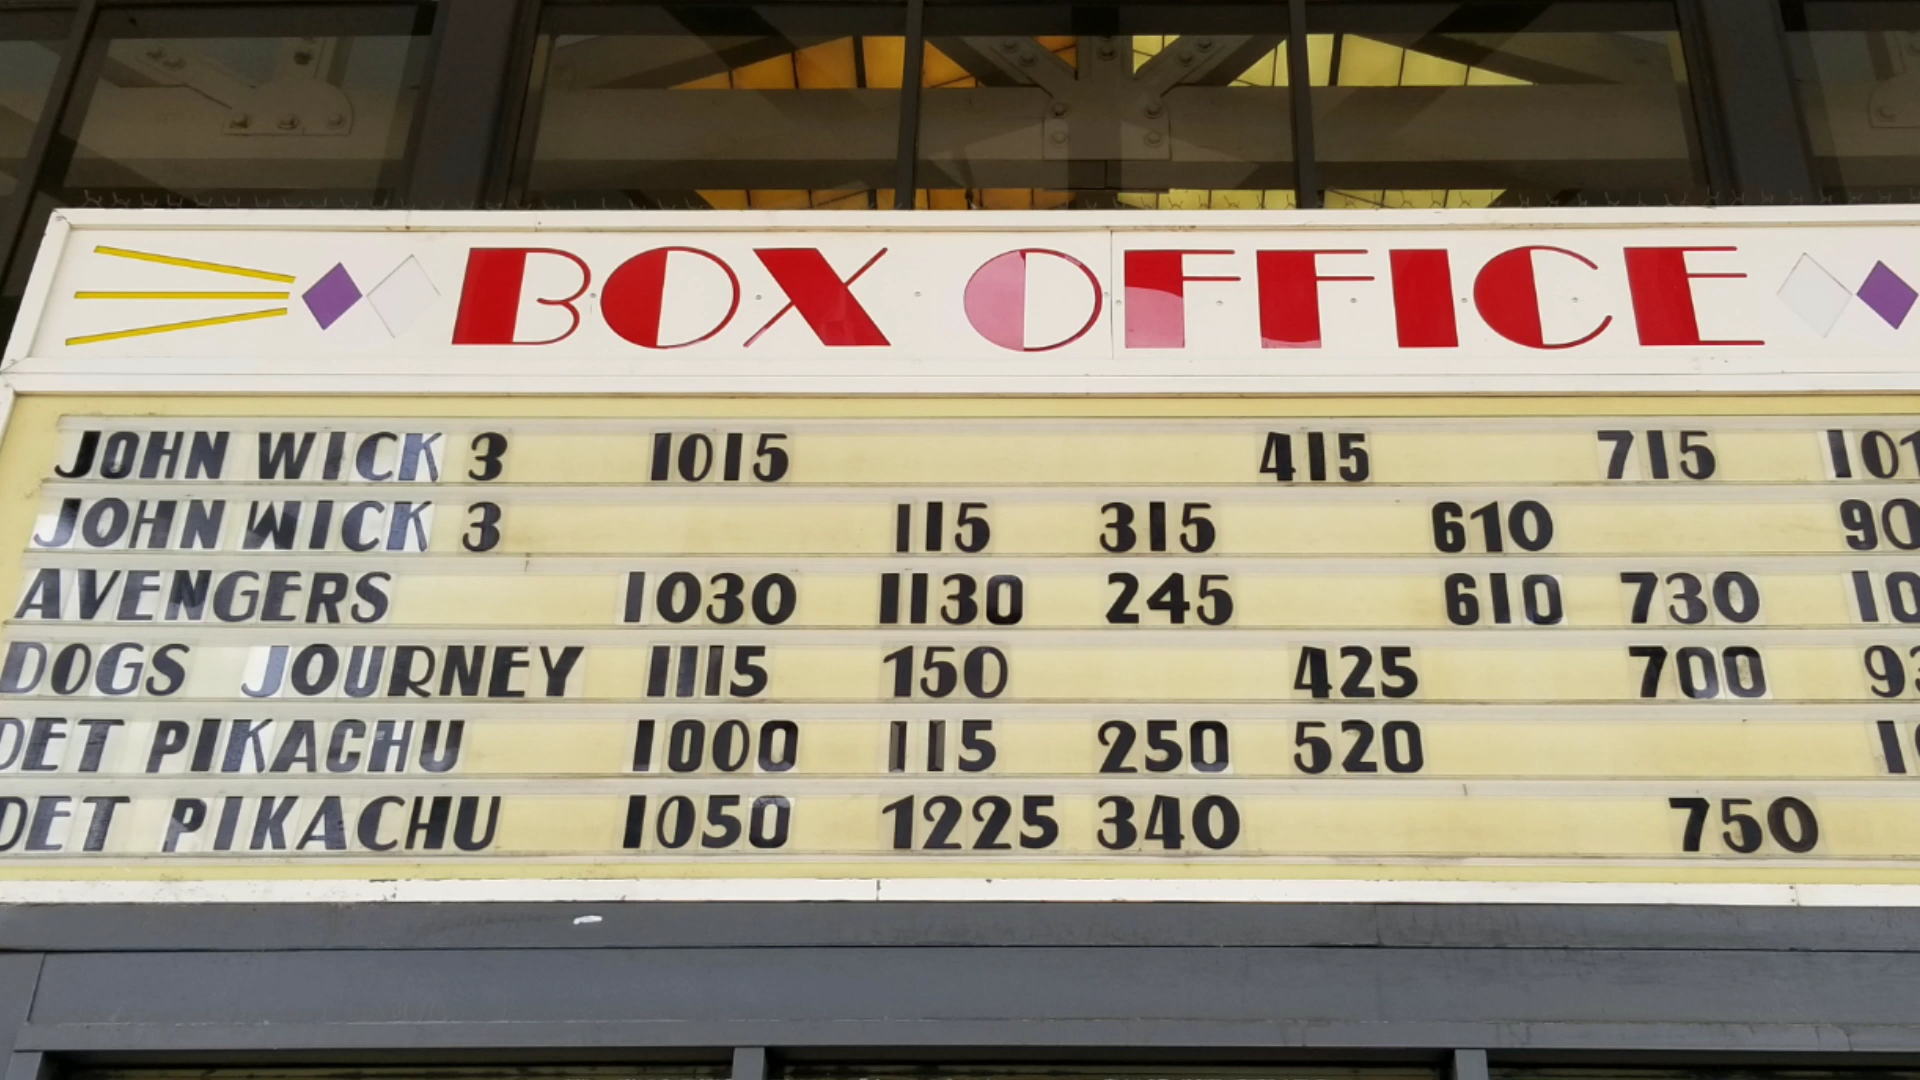 BOX OFFICE
JOHN WICK 3 1015 415 715
JOHN WICK 3 115 315 610
AVENGERS 1030 1130 245 610 730
DOGS JOURNEY 1115 150 425 700
DET PIKACHU 1000 115 250 520
DET PIKACHU 1050 1225 340 750